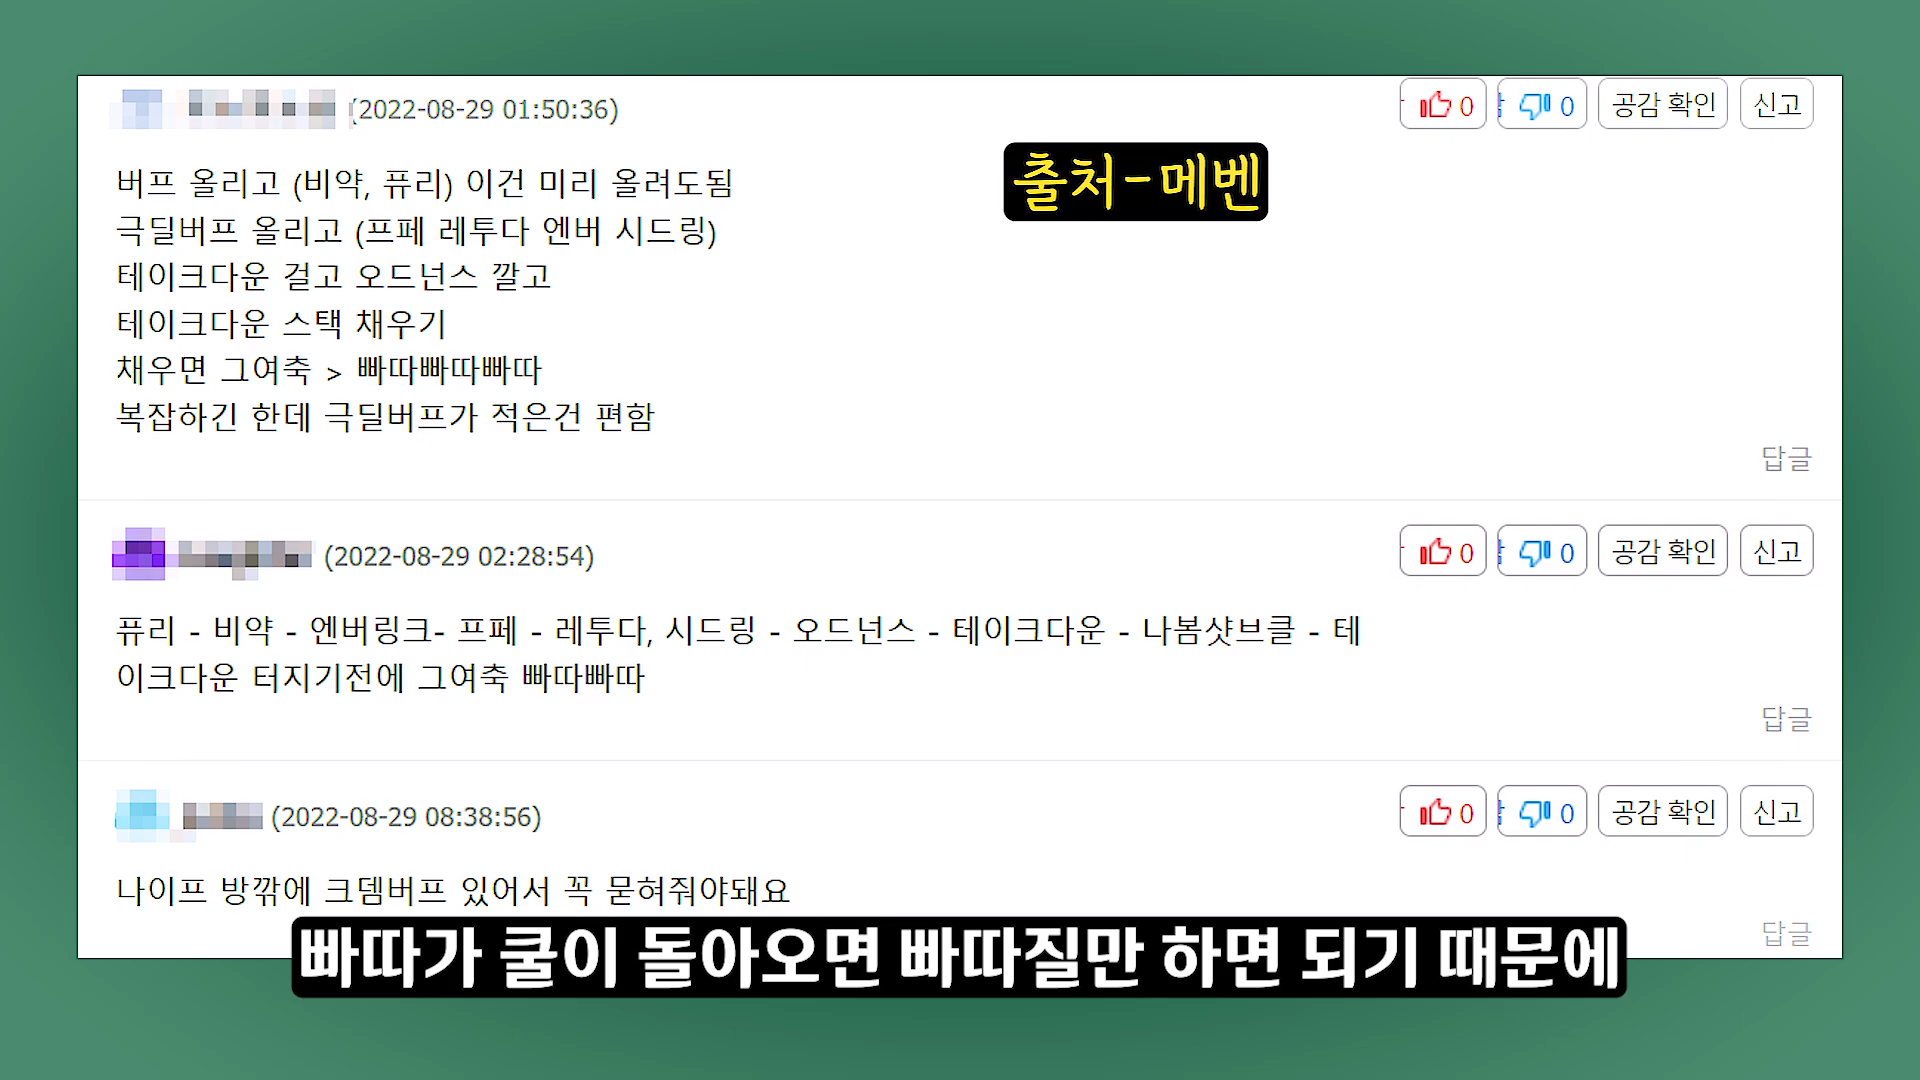 (2022-08-29 01:50:36)
0
0
공감 확인
신고
출처-메벤
버프 올리고 (비약, 퓨리) 이건 미리 올려도됨
극딜버프 올리고 (프페 레투다 엔버 시드링)
테이크다운 걸고 오드넌스 깔고
테이크다운 스택 채우기
채우면 그여축 > 빠따빠따빠따
복잡하긴 한데 극딜버프가 적은건 편함
답글
(2022-08-29 02:28:54)
0
0
공감 확인
신고
퓨리 - 비약 - 엔버링크- 프페 - 레투다, 시드링 - 오드넌스 - 테이크다운 - 나봄샷브클 - 테
이크다운 터지기전에 그여축 빠따빠따
답글
(2022-08-29 08:38:56)
0
0
공감 확인
신고
나이프 방깎에 크뎀버프 있어서 꼭 묻혀줘야돼요
답글
빠따가 쿨이 돌아오면 빠따질만 하면 되기 때문에